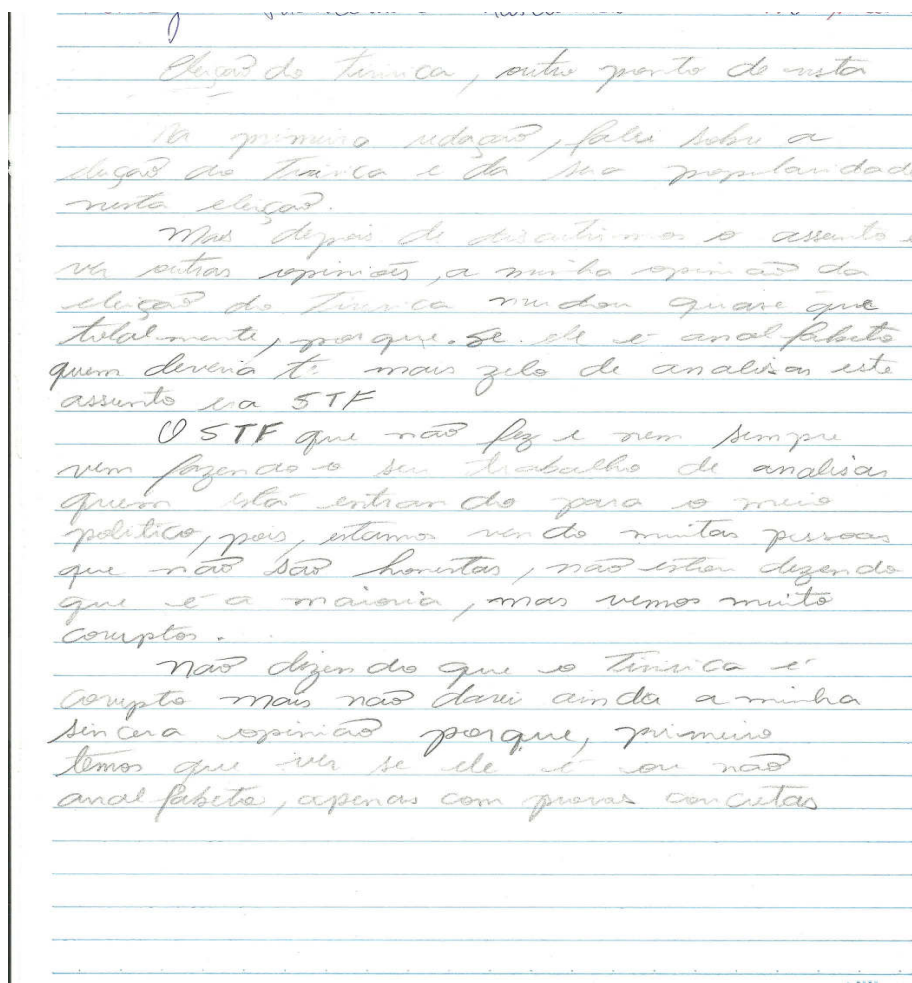 Eleição do Tiririca, outro ponto de vista
Na primeira redação, falei sobre a
eleição do Tiririca e da sua popularidade
nesta eleição.
Mas depois de discutirmos o assunto e
ver outras opiniões, a minha opinião da
eleição do Tiririca mudou quase que
totalmente, porque. se ele é analfabeto
quem deveria te mais zelo de analisar este
assunto era STF
O STF que não fez e nem sempre
vem fazendo o seu trabalho de analisar
quem está entrando para o meio
politico, pois, estamos vendo muitas pessoas
que não são honestas, não estou dizendo
que é a maioria, mas vemos muito
coruptos.
Não dizendo que o Tiririca é
corupto mais não darei ainda a minha
sincera opinião porque, primeiro
temos que ver se ele é ou não
analfabeto, apenas com provas concretas